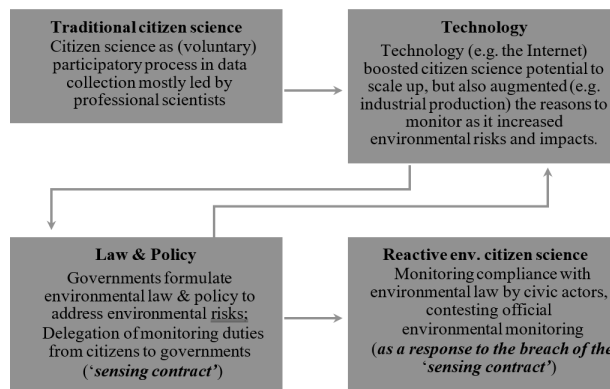 Traditional citizen science
Citizen science as (voluntary)
participatory process in data
collection mostly led by
professional scientists
Technology
Technology (e.g. the Internet)
boosted citizen science potential to
scale up, but also augmented (e.g.
industrial production) the reasons to
monitor as it increased
environmental risks and impacts.
Law & Policy
Governments formulate
environmental law & policy to
address environmental risks;
Delegation of monitoring duties
from citizens to governments
(‘sensing contract’)
Reactive env. citizen science
Monitoring compliance with
environmental law by civic actors,
contesting official
environmental monitoring
(as a response to the breach of the
‘sensing contract’)